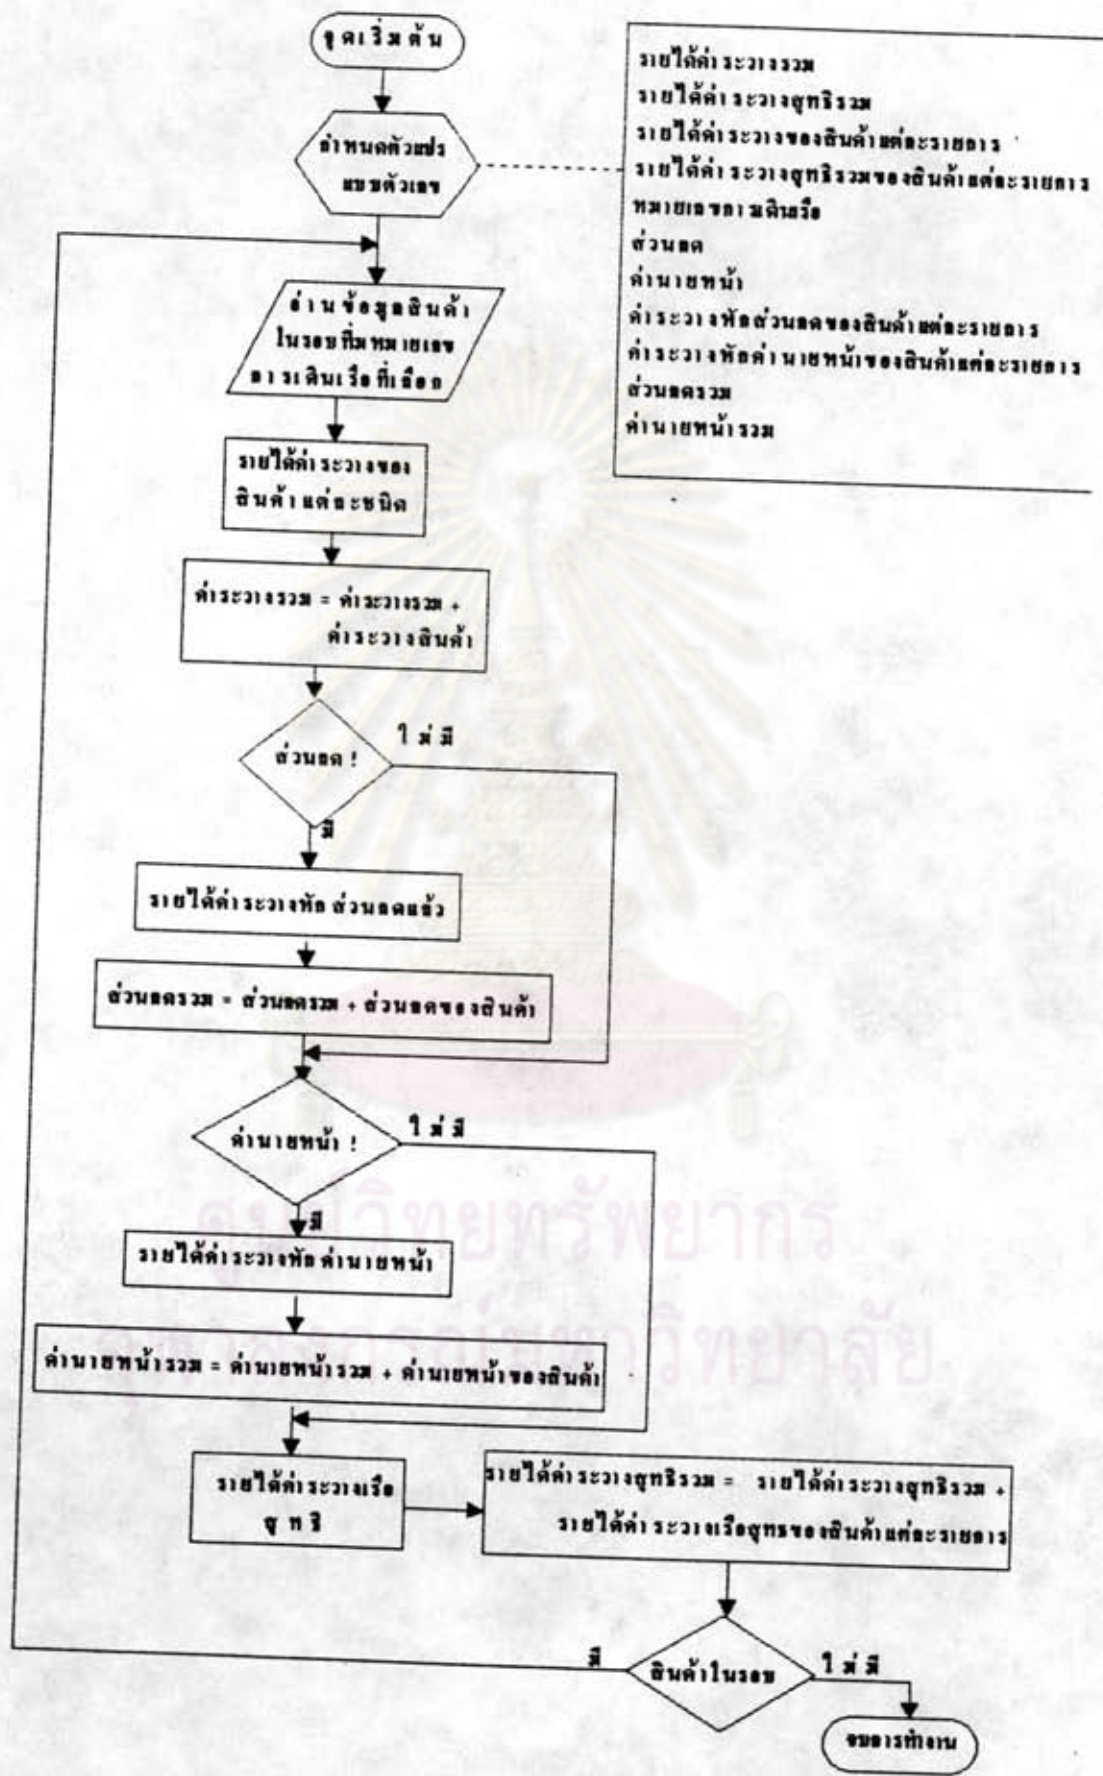 จุดเริ่มต้น
กำหนดตัวแปร
แบบตัวเลข
รายได้ค่าระวางรวม
รายได้ค่าระวางสุทธิรวม
รายได้ค่าระวางของสินค้าแต่ละรายการ
รายได้ค่าระวางสุทธิรวมของสินค้าแต่ละรายการ
หมายเลขการเดินเรือ
ส่วนลด
ค่านายหน้า
ค่าระวางหักส่วนลดของสินค้าแต่ละรายการ
ค่าระวางหักค่านายหน้าของสินค้าแต่ละรายการ
ส่วนลดรวม
ค่านายหน้ารวม
อ่านข้อมูลสินค้า
ในรอบที่มหมายเลข
การเดินเรือที่เลือก
รายได้ค่าระวางของ
สินค้าแต่ละชนิด
ค่าระวางรวม = ค่าระวางรวม +
ค่าระวางสินค้า
ส่วนลด !
ไม่มี
มี
รายได้ค่าระวางหักส่วนลดแล้ว
ส่วนลดรวม = ส่วนลดรวม + ส่วนลดของสินค้า
ค่านายหน้า !
ไม่มี
มี
รายได้ค่าระวางหักค่านายหน้า
ค่านายหน้ารวม = ค่านายหน้ารวม + ค่านายหน้าของสินค้า
รายได้ค่าระวางเรือ
สุทธิ
รายได้ค่าระวางสุทธิรวม = รายได้ค่าระวางสุทธิรวม +
รายได้ค่าระวางเรือสุทธของสินค้าแต่ละรายการ
สินค้าในรอบ
มี
ไม่มี
จบการทำงาน
ศูนย์วิทยทรัพยากร
จุฬาลงกรณ์มหาวิทยาลัย